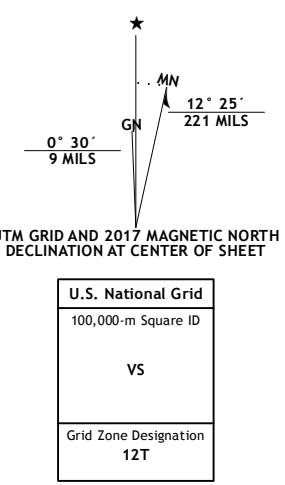 MN
12° 25´
221 MILS
GN
0° 30´
9 MILS
UTM GRID AND 2017 MAGNETIC NORTH
DECLINATION AT CENTER OF SHEET
U.S. National Grid
100,000-m Square ID
VS
Grid Zone Designation
12T